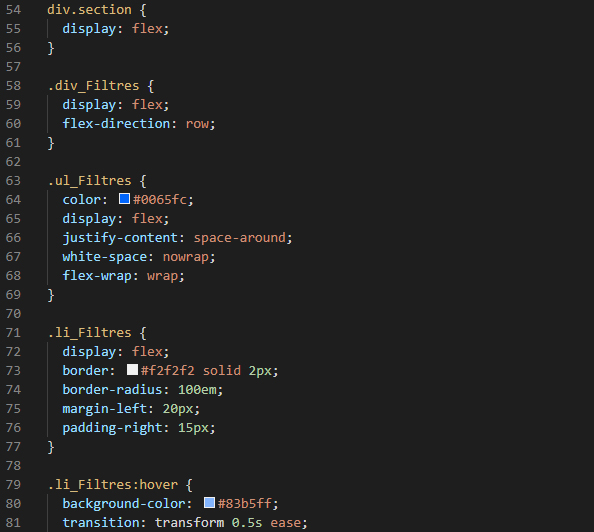 54 div.section {
55 display: flex;
56 }
57
58 .div_Filtres {
59 display: flex;
60 flex-direction: row;
61 }
62
63 .ul_Filtres {
64 color: #0065fc;
65 display: flex;
66 justify-content: space-around;
67 white-space: nowrap;
68 flex-wrap: wrap;
69 }
70
71 .li_Filtres {
72 display: flex;
73 border: #f2f2f2 solid 2px;
74 border-radius: 100em;
75 margin-left: 20px;
76 padding-right: 15px;
77 }
78
79 .li_Filtres:hover {
80 background-color: #83b5ff;
81 transition: transform 0.5s ease;